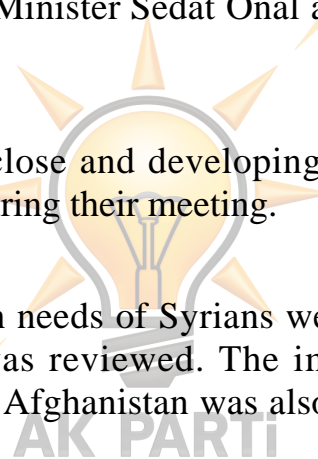 Minister Sedat Onal a
close and developing
ring their meeting.
n needs of Syrians we
as reviewed. The in
Afghanistan was also
AK PARTi